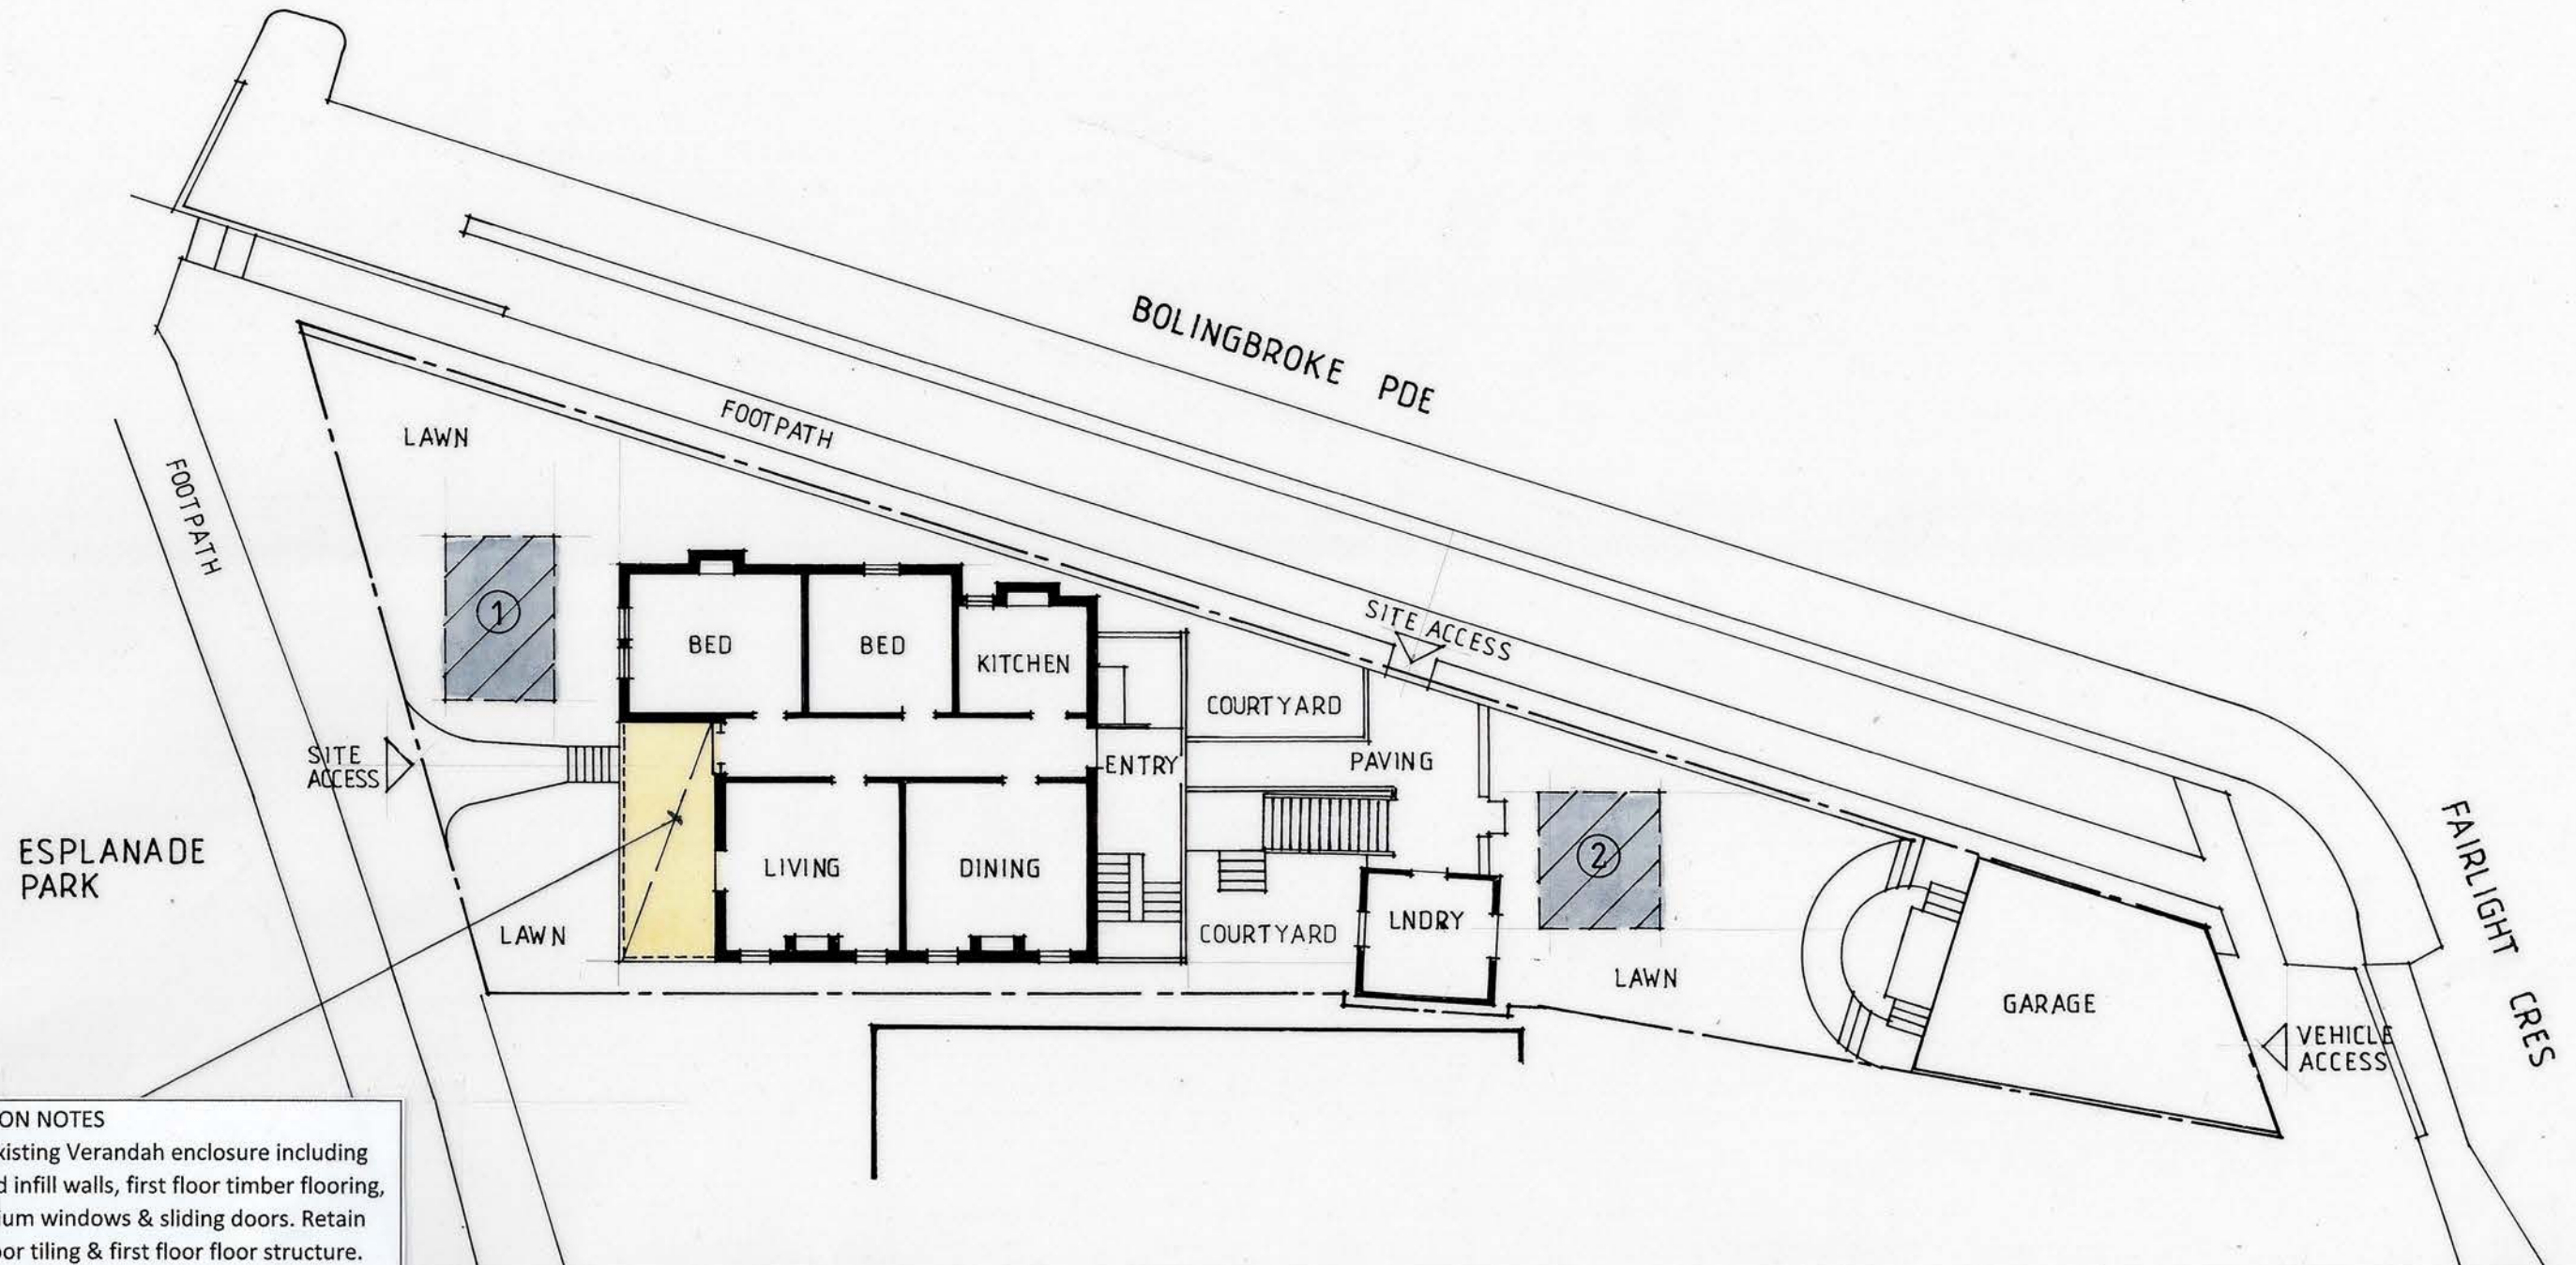 BOLINGBROKE PDE
FOOTPATH
LAWN
FOOTPATH
1
SITE ACCESS
BED
BED
KITCHEN
COURTYARD
SITE
ACCESS
ENTRY
PAVING
ESPLANADE
PARK
2
FAIRLIGHT CRES
LIVING
DINING
LAWN
COURTYARD
LNDRY
LAWN
GARAGE
VEHICLE
ACCESS
ON NOTES
xisting Verandah enclosure including
d infill walls, first floor timber flooring,
ium windows & sliding doors. Retain
oor tiling & first floor floor structure.